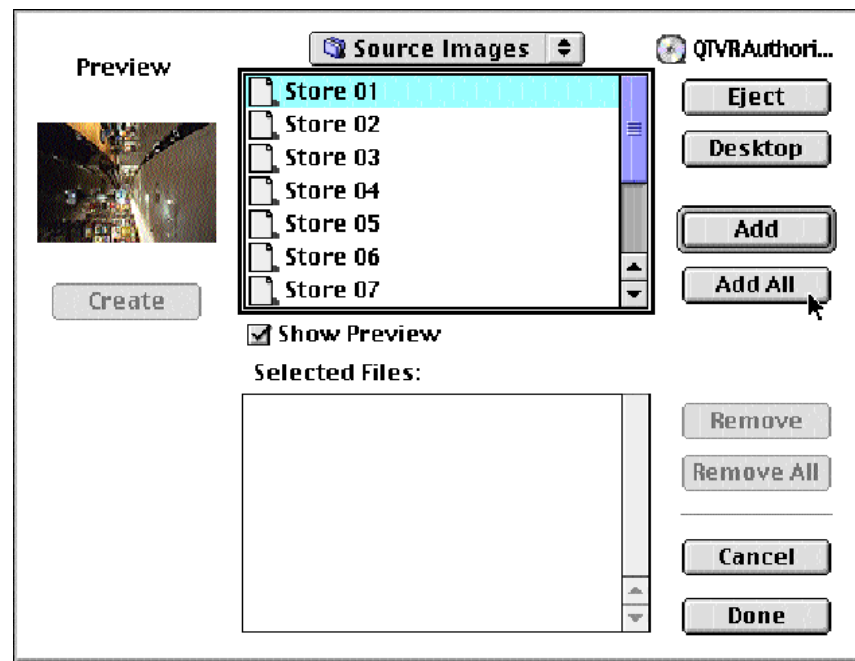 Preview
Source Images
QTVRAuthori...
Store 01
Store 02
Store 03
Store 04
Store 05
Store 06
Store 07
Eject
Desktop
Add
Add All
Create
Show Preview
Selected Files:
Remove
Remove All
Cancel
Done